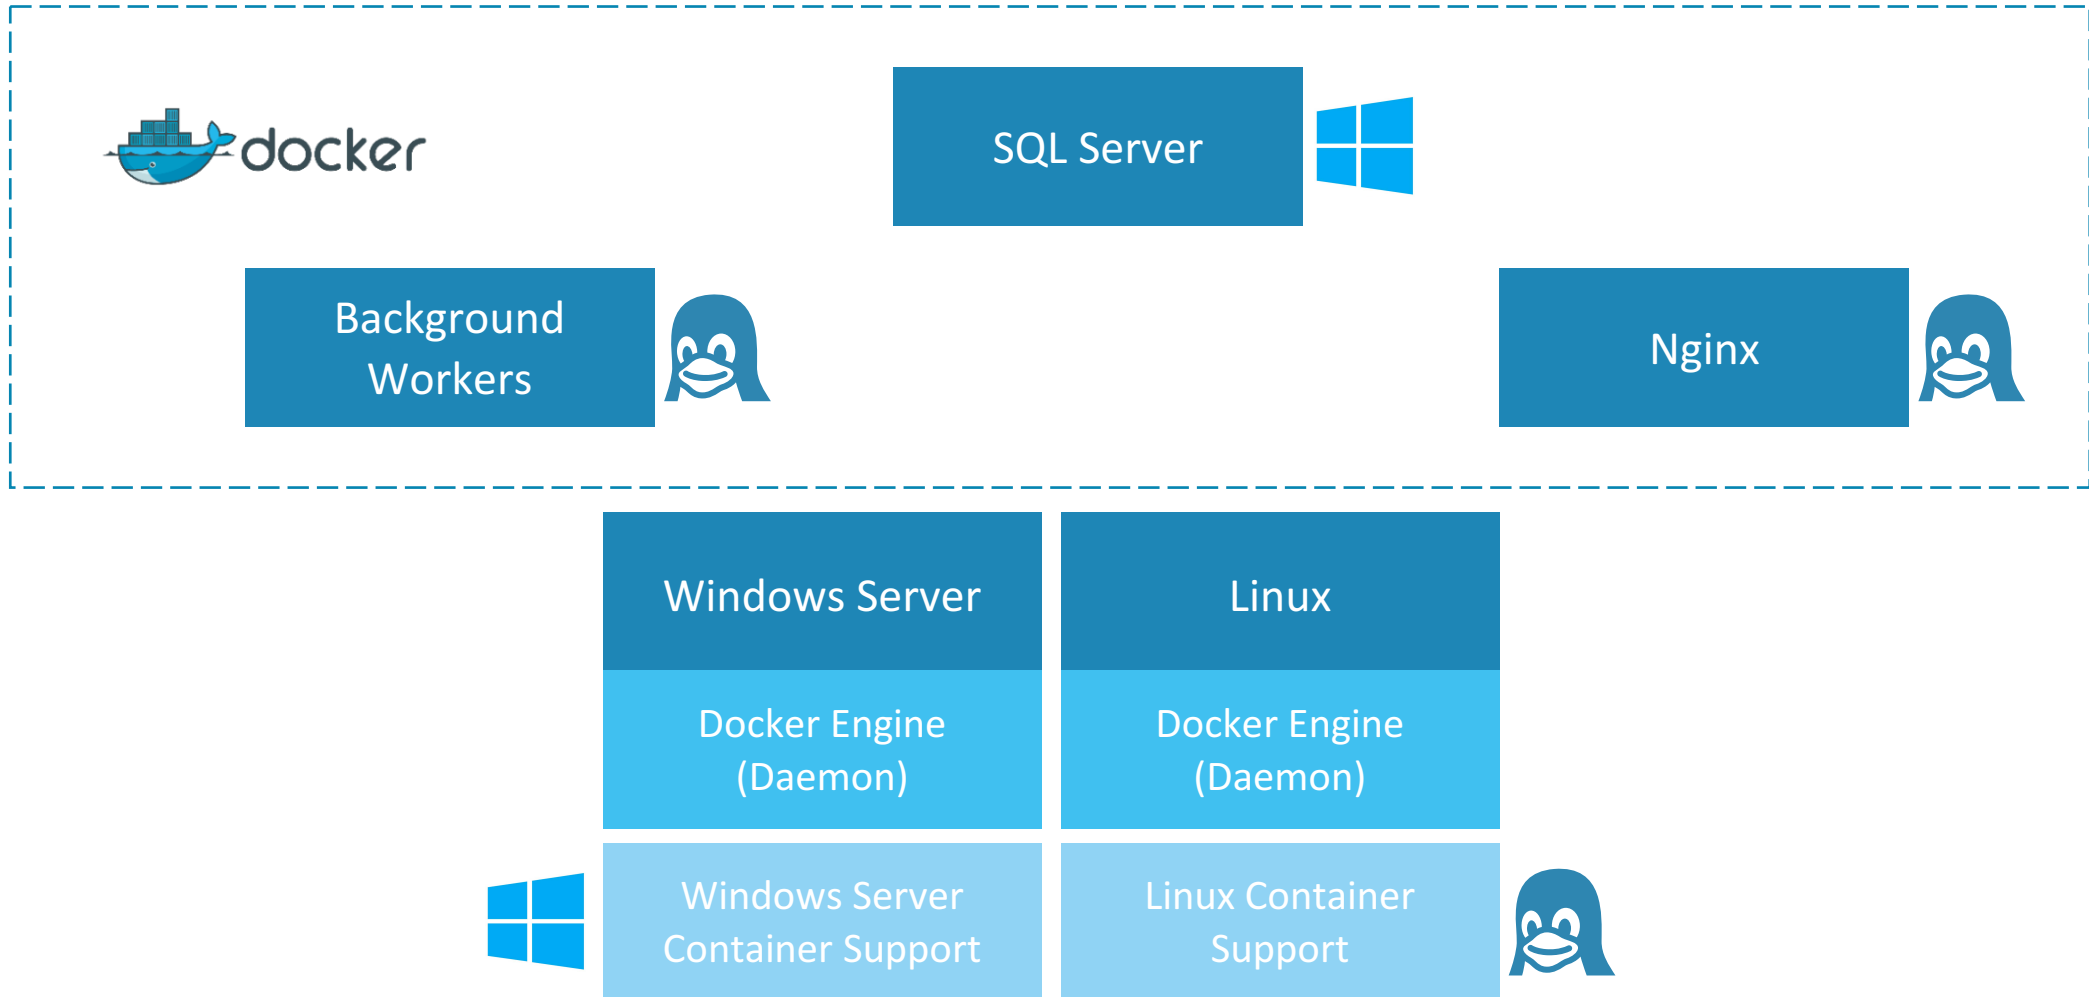 docker
SQL Server
Background
Workers
Nginx
Windows Server
Linux
Docker Engine
(Daemon)
Docker Engine
(Daemon)
Windows Server
Container Support
Linux Container
Support